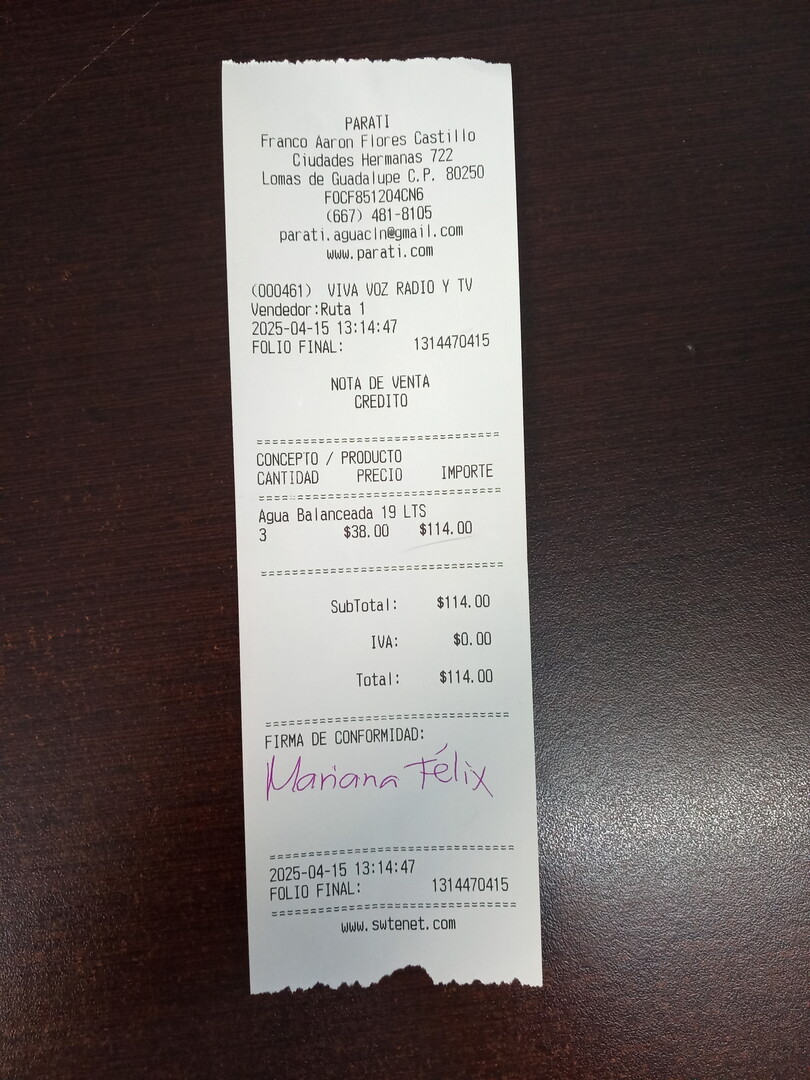 PARATI
Franco Aaron Flores Castillo
Ciudades Hermanas 722
Lomas de Guadalupe C.P. 80250
FOCF851204CN6
(667) 481-8105
parati.aguacln@gmail.com
www.parati.com
(000461) VIVA VOZ RADIO Y TV
Vendedor:Ruta 1
2025-04-15 13:14:47
FOLIO FINAL: 1314470415
NOTA DE VENTA
CREDITO
==============================
CONCEPTO / PRODUCTO
CANTIDAD PRECIO IMPORTE
==============================
Agua Balanceada 19 LTS
3 $38.00 $114.00
==============================
SubTotal: $114.00
IVA: $0.00
Total: $114.00
==============================
FIRMA DE CONFORMIDAD:
Mariana Félix
==============================
2025-04-15 13:14:47
FOLIO FINAL: 1314470415
==============================
www.swtenet.com